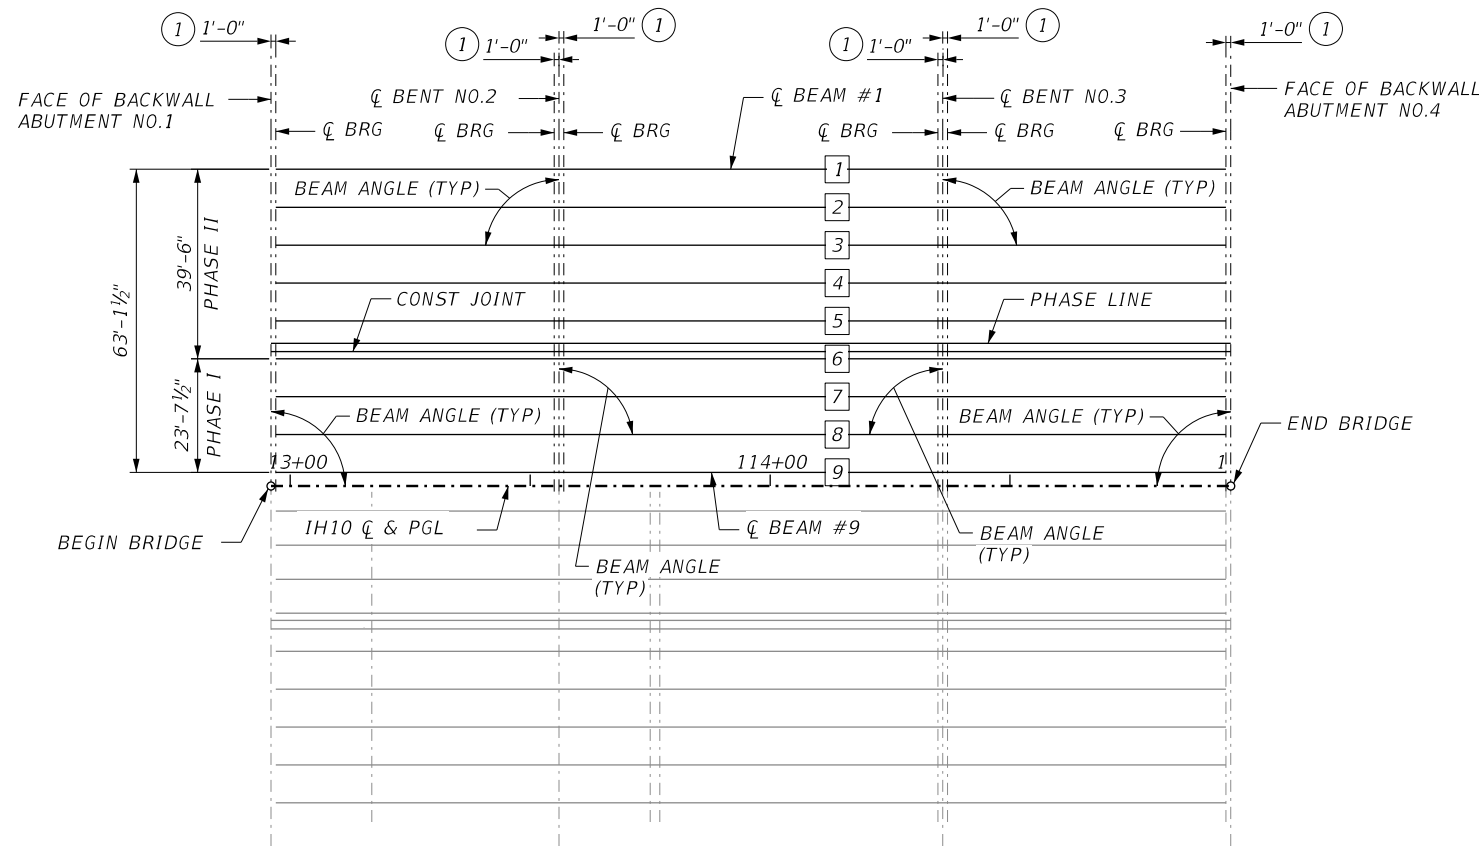 1 1'-0"
1 1'-0"
1'-0" 1
1 1'-0"
1'-0" 1
1'-0" 1
FACE OF BACKWALL
ABUTMENT NO.1
℄ BENT NO.2
℄ BEAM #1
℄ BENT NO.3
FACE OF BACKWALL
ABUTMENT NO.4
℄ BRG
℄ BRG
℄ BRG
℄ BRG
℄ BRG
℄ BRG
1
BEAM ANGLE (TYP)
BEAM ANGLE (TYP)
2
3
4
CONST JOINT
PHASE LINE
5
6
7
BEAM ANGLE (TYP)
BEAM ANGLE (TYP)
8
9
63'-1½"
39'-6"
PHASE II
23'-7½"
PHASE I
13+00
114+00
1
END BRIDGE
BEGIN BRIDGE
IH10 ℄ & PGL
℄ BEAM #9
BEAM ANGLE
(TYP)
BEAM ANGLE
(TYP)